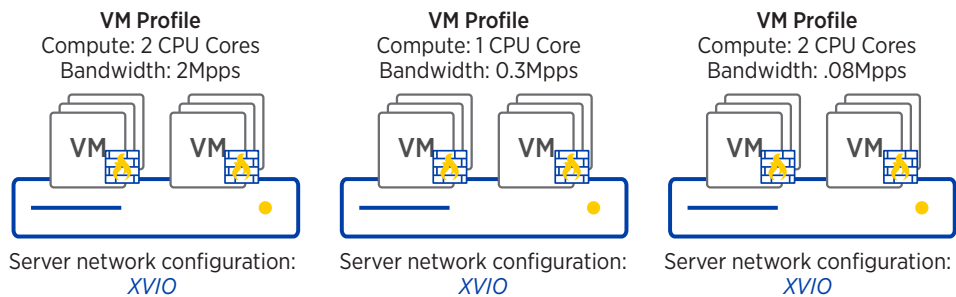 VM Profile
Compute: 2 CPU Cores
Bandwidth: 2Mpps
VM
VM
Server network configuration:
XVIO
VM Profile
Compute: 1 CPU Core
Bandwidth: 0.3Mpps
VM
VM
Server network configuration:
XVIO
VM Profile
Compute: 2 CPU Cores
Bandwidth: .08Mpps
VM
VM
Server network configuration:
XVIO